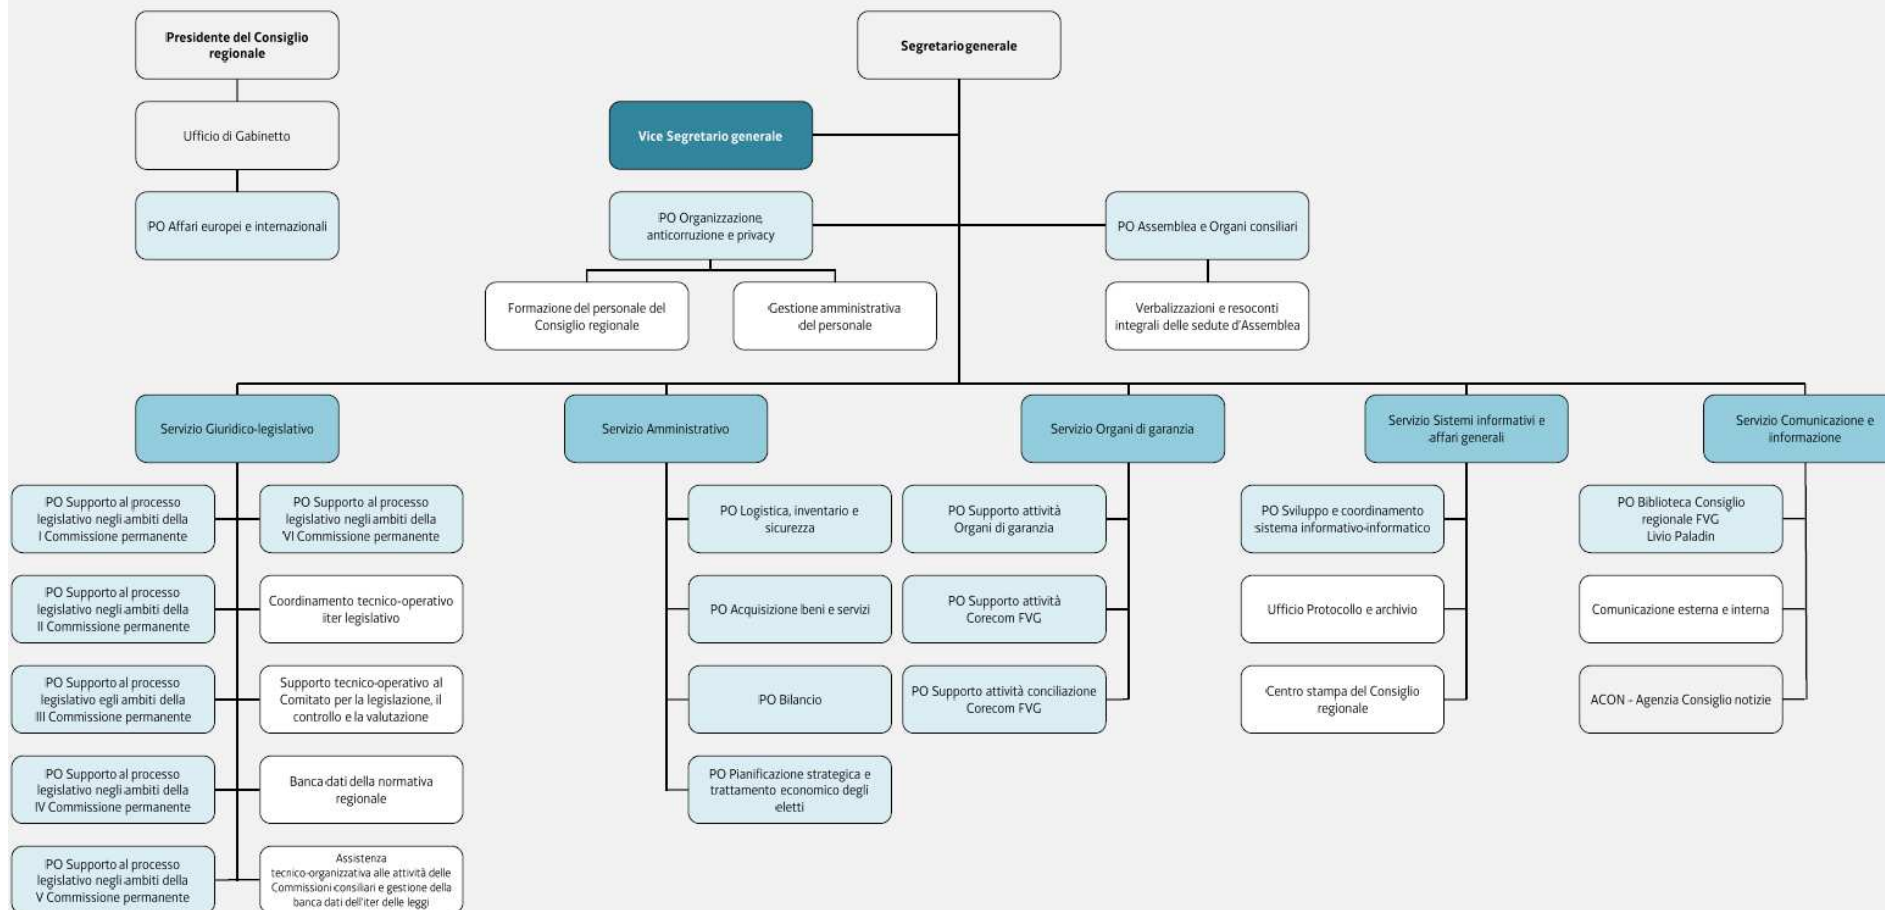 Presidente del Consiglio
regionale
Segretario generale
Ufficio di Gabinetto
Vice Segretario generale
PO Affari europei e internazionali
PO Organizzazione,
anticorruzione e privacy
PO Assemblea e Organi consiliari
Formazione del personale del
Consiglio regionale
Gestione amministrativa
del personale
Verbalizzazioni e resoconti
integrali delle sedute d'Assemblea
Servizio Giuridico-legislativo
Servizio Amministrativo
Servizio Organi di garanzia
Servizio Sistemi informativi e
affari generali
Servizio Comunicazione e
informazione
PO Supporto al processo
legislativo negli ambiti della
I Commissione permanente
PO Supporto al processo
legislativo negli ambiti della
VI Commissione permanente
PO Logistica, inventario e
sicurezza
PO Supporto attività
Organi di garanzia
PO Sviluppo e coordinamento
sistema informativo-informatico
PO Biblioteca Consiglio
regionale FVG
Livio Paladin
PO Supporto al processo
legislativo negli ambiti della
II Commissione permanente
Coordinamento tecnico-operativo
iter legislativo
PO Acquisizione beni e servizi
PO Supporto attività
Corecom FVG
Ufficio Protocollo e archivio
Comunicazione esterna e interna
PO Supporto al processo
legislativo egli ambiti della
III Commissione permanente
Supporto tecnico-operativo al
Comitato per la legislazione, il
controllo e la valutazione
PO Bilancio
PO Supporto attività conciliazione
Corecom FVG
Centro stampa del Consiglio
regionale
ACON - Agenzia Consiglio notizie
PO Supporto al processo
legislativo negli ambiti della
IV Commissione permanente
Banca dati della normativa
regionale
PO Pianificazione strategica e
trattamento economico degli
eletti
PO Supporto al processo
legislativo negli ambiti della
V Commissione permanente
Assistenza
tecnico-organizzativa alle attività delle
Commissioni consiliari e gestione della
banca dati dell'iter delle leggi